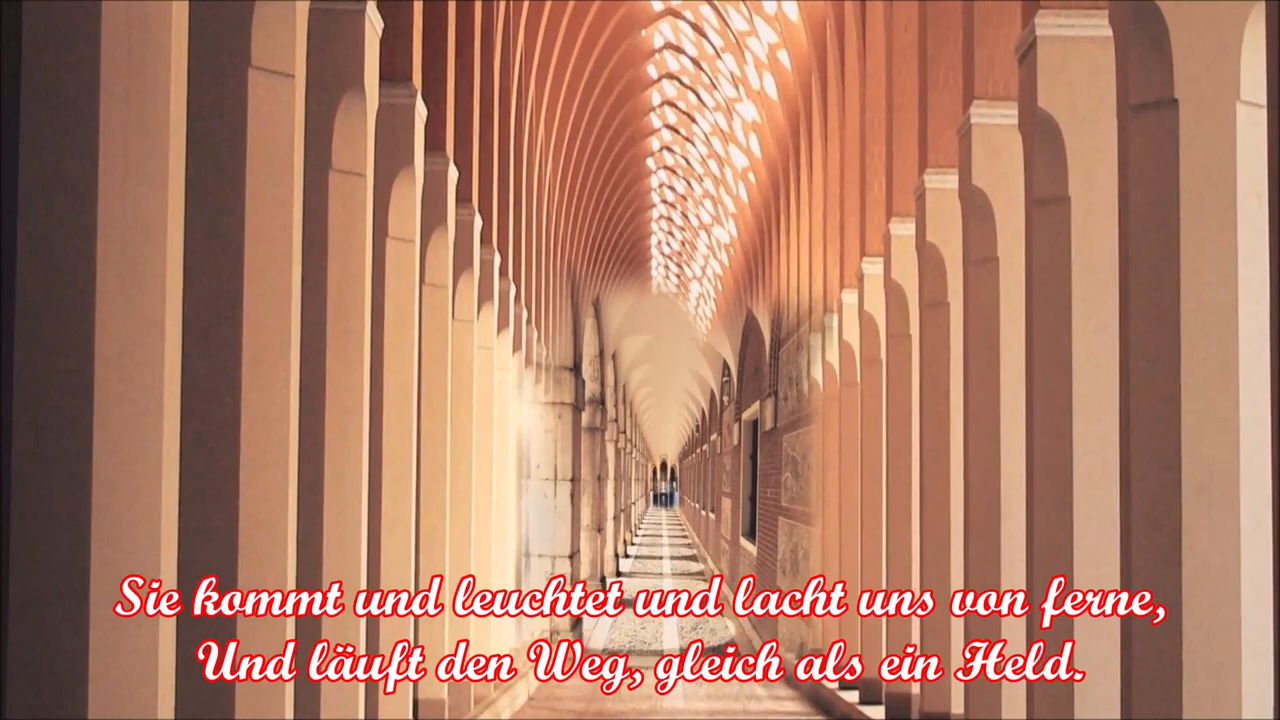 Sie kommt und leuchtet und lacht uns von ferne,
Und läuft den Weg, gleich als ein Held.